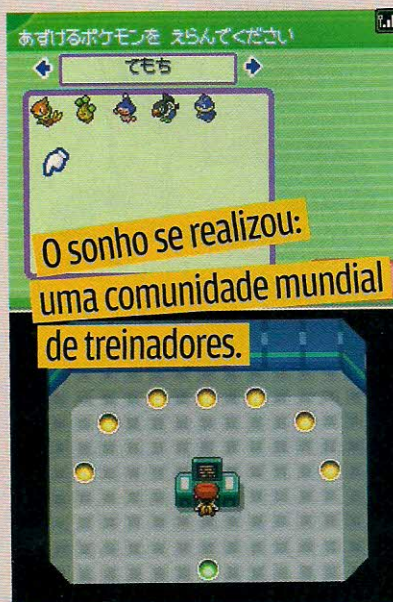 あずけるポケモンを えらんでください
てもち
O sonho se realizou:
uma comunidade mundial
de treinadores.